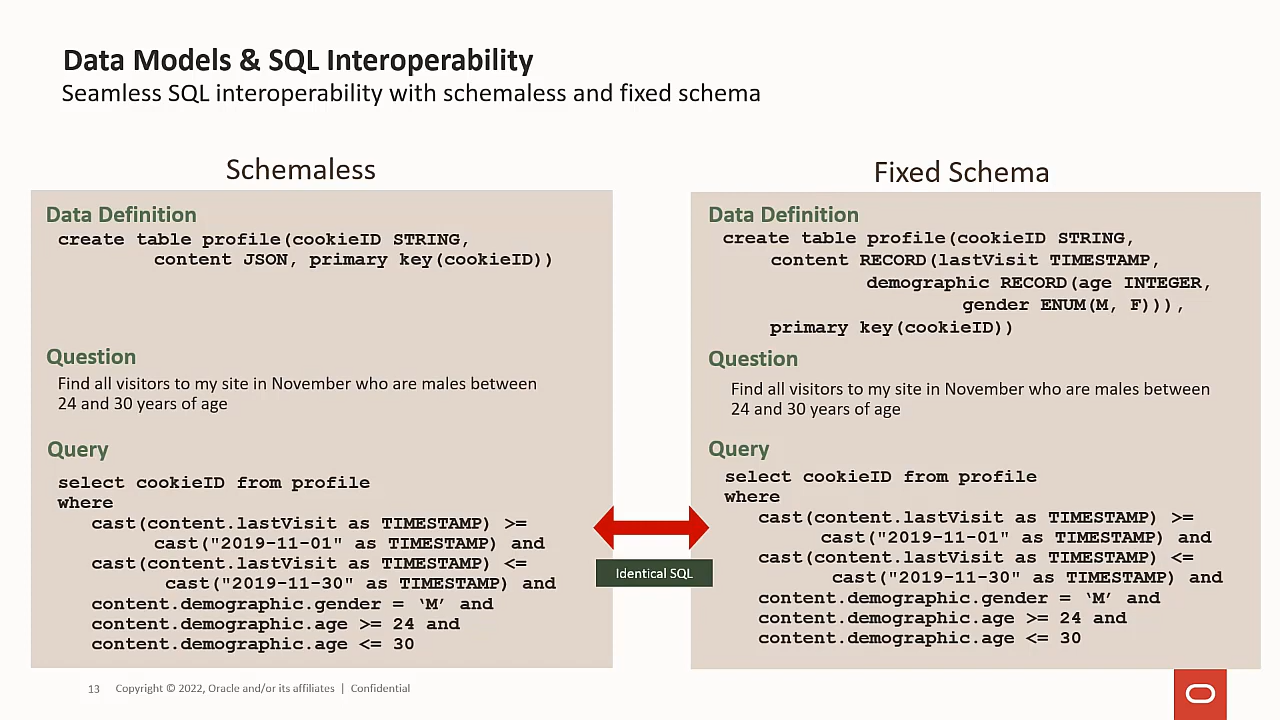 Data Models & SQL Interoperability
Seamless SQL interoperability with schemaless and fixed schema
Schemaless
Data Definition
create table profile(cookieID STRING,
content JSON, primary key(cookieID))
Question
Find all visitors to my site in November who are males between
24 and 30 years of age
Query
select cookieID from profile
where
cast(content.lastVisit as TIMESTAMP) >=
cast("2019-11-01" as TIMESTAMP) and
cast(content.lastVisit as TIMESTAMP) <=
cast("2019-11-30" as TIMESTAMP) and
content.demographic.gender = ‘M’ and
content.demographic.age >= 24 and
content.demographic.age <= 30
Identical SQL
Fixed Schema
Data Definition
create table profile(cookieID STRING,
content RECORD(lastVisit TIMESTAMP,
demographic RECORD(age INTEGER,
gender ENUM(M, F))),
primary key(cookieID))
Question
Find all visitors to my site in November who are males between
24 and 30 years of age
Query
select cookieID from profile
where
cast(content.lastVisit as TIMESTAMP) >=
cast("2019-11-01" as TIMESTAMP) and
cast(content.lastVisit as TIMESTAMP) <=
cast("2019-11-30" as TIMESTAMP) and
content.demographic.gender = ‘M’ and
content.demographic.age >= 24 and
content.demographic.age <= 30
13 Copyright © 2022, Oracle and/or its affiliates | Confidential